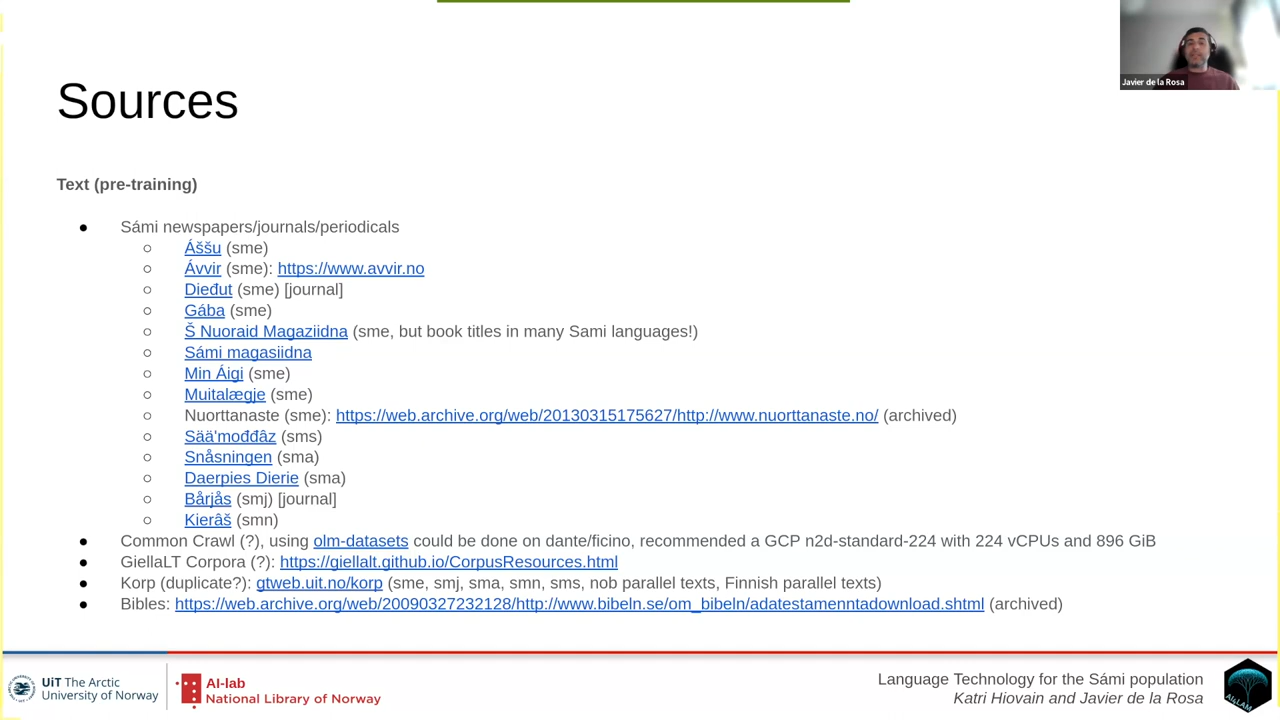 Javier de la Rosa
Sources
Text (pre-training)
● Sámi newspapers/journals/periodicals
○ Áššu (sme)
○ Ávvir (sme): https://www.avvir.no
○ Dieđut (sme) [journal]
○ Gába (sme)
○ Š Nuoraid Magaziidna (sme, but book titles in many Sami languages!)
○ Sámi magasiidna
○ Min Áigi (sme)
○ Muitalægje (sme)
○ Nuorttanaste (sme): https://web.archive.org/web/20130315175627/http://www.nuorttanaste.no/ (archived)
○ Sää'mođđâz (sms)
○ Snåsningen (sma)
○ Daerpies Dierie (sma)
○ Bårjås (smj) [journal]
○ Kierâš (smn)
● Common Crawl (?), using olm-datasets could be done on dante/ficino, recommended a GCP n2d-standard-224 with 224 vCPUs and 896 GiB
● GiellaLT Corpora (?): https://giellalt.github.io/CorpusResources.html
● Korp (duplicate?): gtweb.uit.no/korp (sme, smj, sma, smn, sms, nob parallel texts, Finnish parallel texts)
● Bibles: https://web.archive.org/web/20090327232128/http://www.bibeln.se/om_bibeln/adatestamenntadownload.shtml (archived)
UiT The Arctic
University of Norway
AI-lab
National Library of Norway
Language Technology for the Sámi population
Katri Hiovain and Javier de la Rosa
AI4LAM